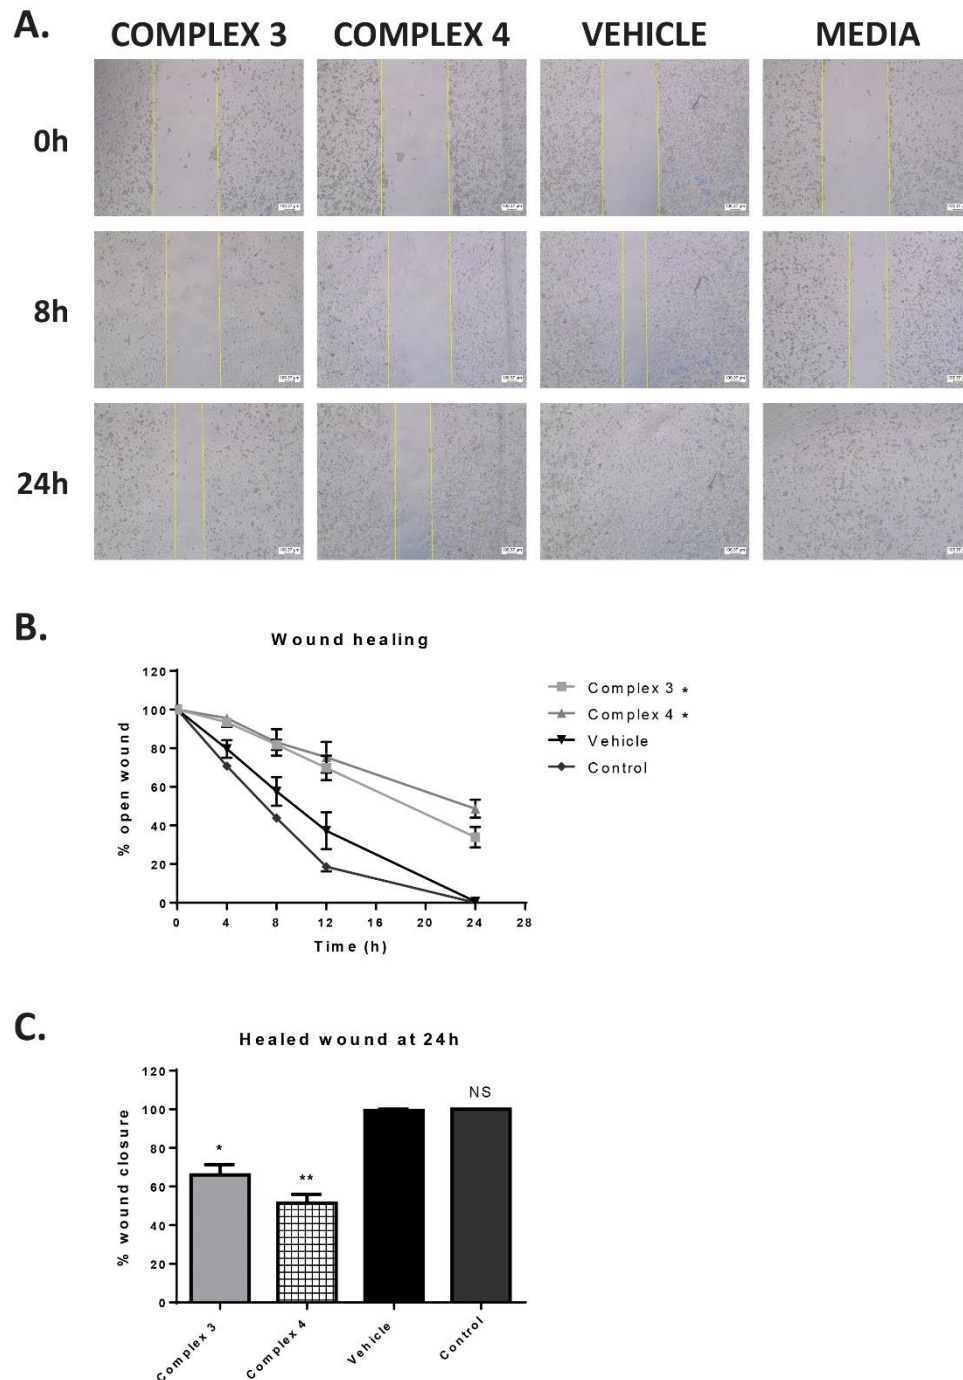 A.
COMPLEX 3 COMPLEX 4 VEHICLE MEDIA
0h
8h
24h
B.
Wound healing
% open wound
120
100
80
60
40
20
0
0 4 8 12 16 20 24 28
Time (h)
Complex 3 *
Complex 4 *
Vehicle
Control
C.
Healed wound at 24h
% wound closure
120
100
80
60
40
20
0
*
**
NS
Complex 3
Complex 4
Vehicle
Control